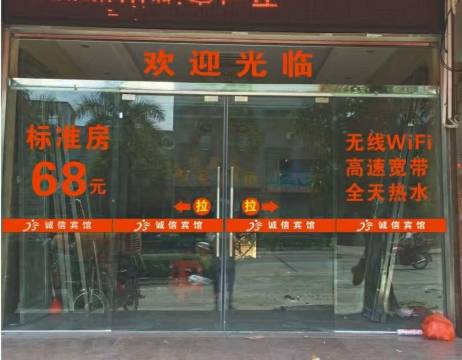 欢迎光临
标准房
68元
无线WiFi
高速宽带
全天热水
拉 拉
诚信宾馆 诚信宾馆 诚信宾馆 诚信宾馆